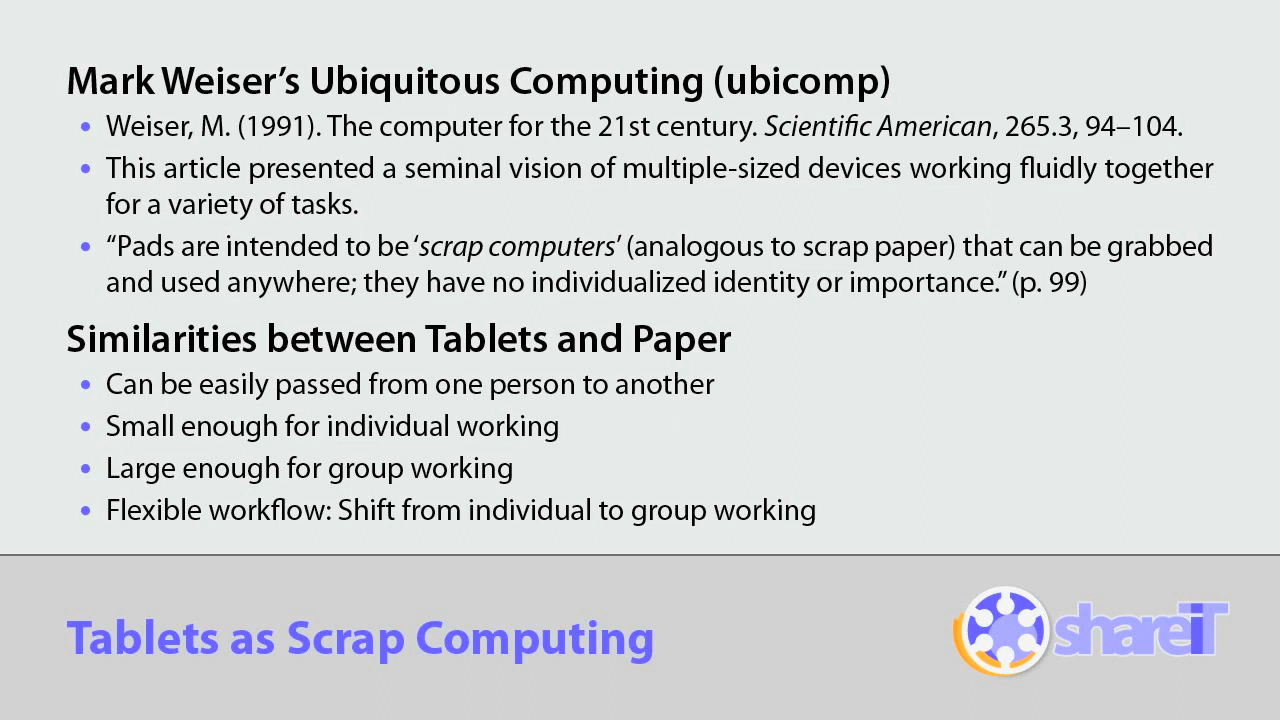 Mark Weiser’s Ubiquitous Computing (ubicomp)
• Weiser, M. (1991). The computer for the 21st century. Scientific American, 265.3, 94–104.
• This article presented a seminal vision of multiple-sized devices working fluidly together
for a variety of tasks.
• “Pads are intended to be ‘scrap computers’ (analogous to scrap paper) that can be grabbed
and used anywhere; they have no individualized identity or importance.” (p. 99)
Similarities between Tablets and Paper
• Can be easily passed from one person to another
• Small enough for individual working
• Large enough for group working
• Flexible workflow: Shift from individual to group working
Tablets as Scrap Computing
shareiT